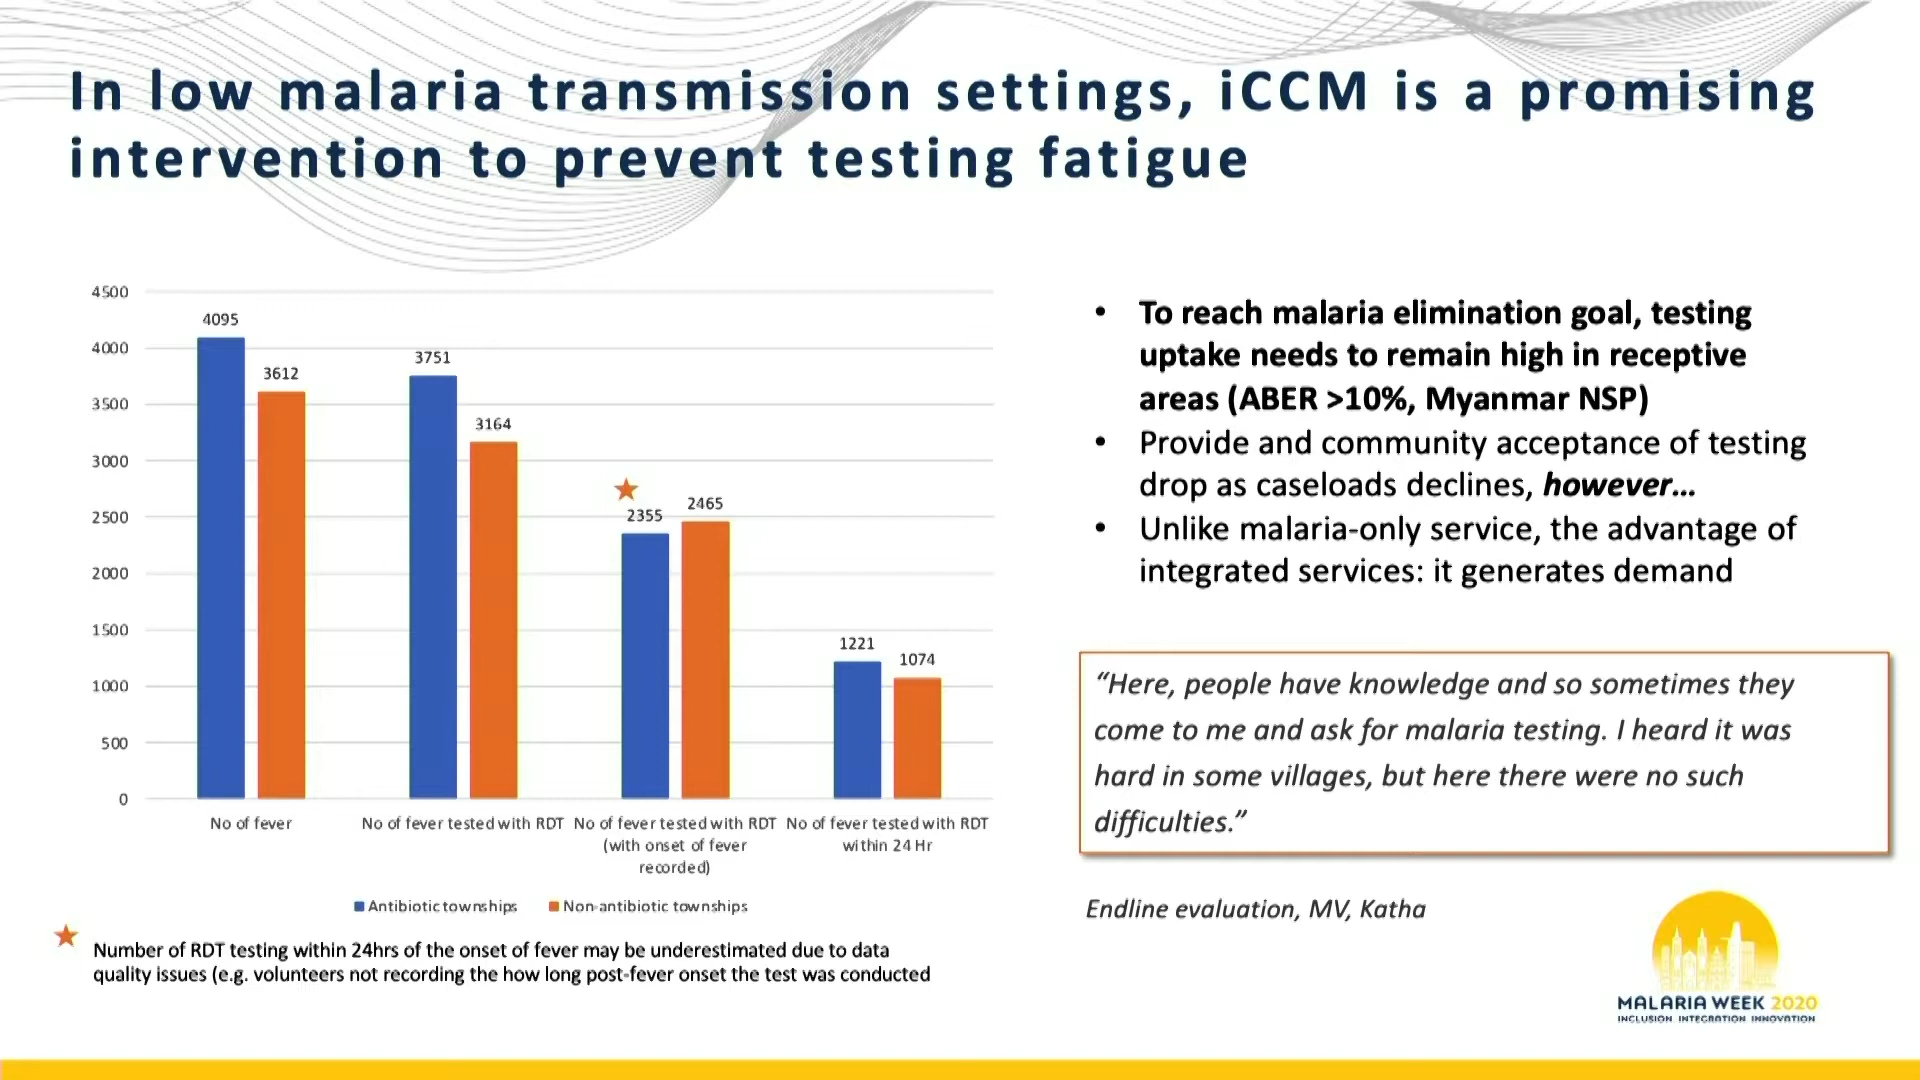 In low malaria transmission settings, iCCM is a promising
intervention to prevent testing fatigue
4500
4000
3500
3000
2500
2000
1500
1000
500
0
4095
3612
3751
3164
2355
2465
1221
1074
No of fever
No of fever tested with RDT
No of fever tested with RDT
(with onset of fever
recorded)
No of fever tested with RDT
within 24 Hr
Antibiotic townships
Non-antibiotic townships
Number of RDT testing within 24hrs of the onset of fever may be underestimated due to data
quality issues (e.g. volunteers not recording the how long post-fever onset the test was conducted
• To reach malaria elimination goal, testing
uptake needs to remain high in receptive
areas (ABER >10%, Myanmar NSP)
• Provide and community acceptance of testing
drop as caseloads declines, however...
• Unlike malaria-only service, the advantage of
integrated services: it generates demand
“Here, people have knowledge and so sometimes they
come to me and ask for malaria testing. I heard it was
hard in some villages, but here there were no such
difficulties.”
Endline evaluation, MV, Katha
MALARIA WEEK 2020
INCLUSION INTEGRATION INNOVATION